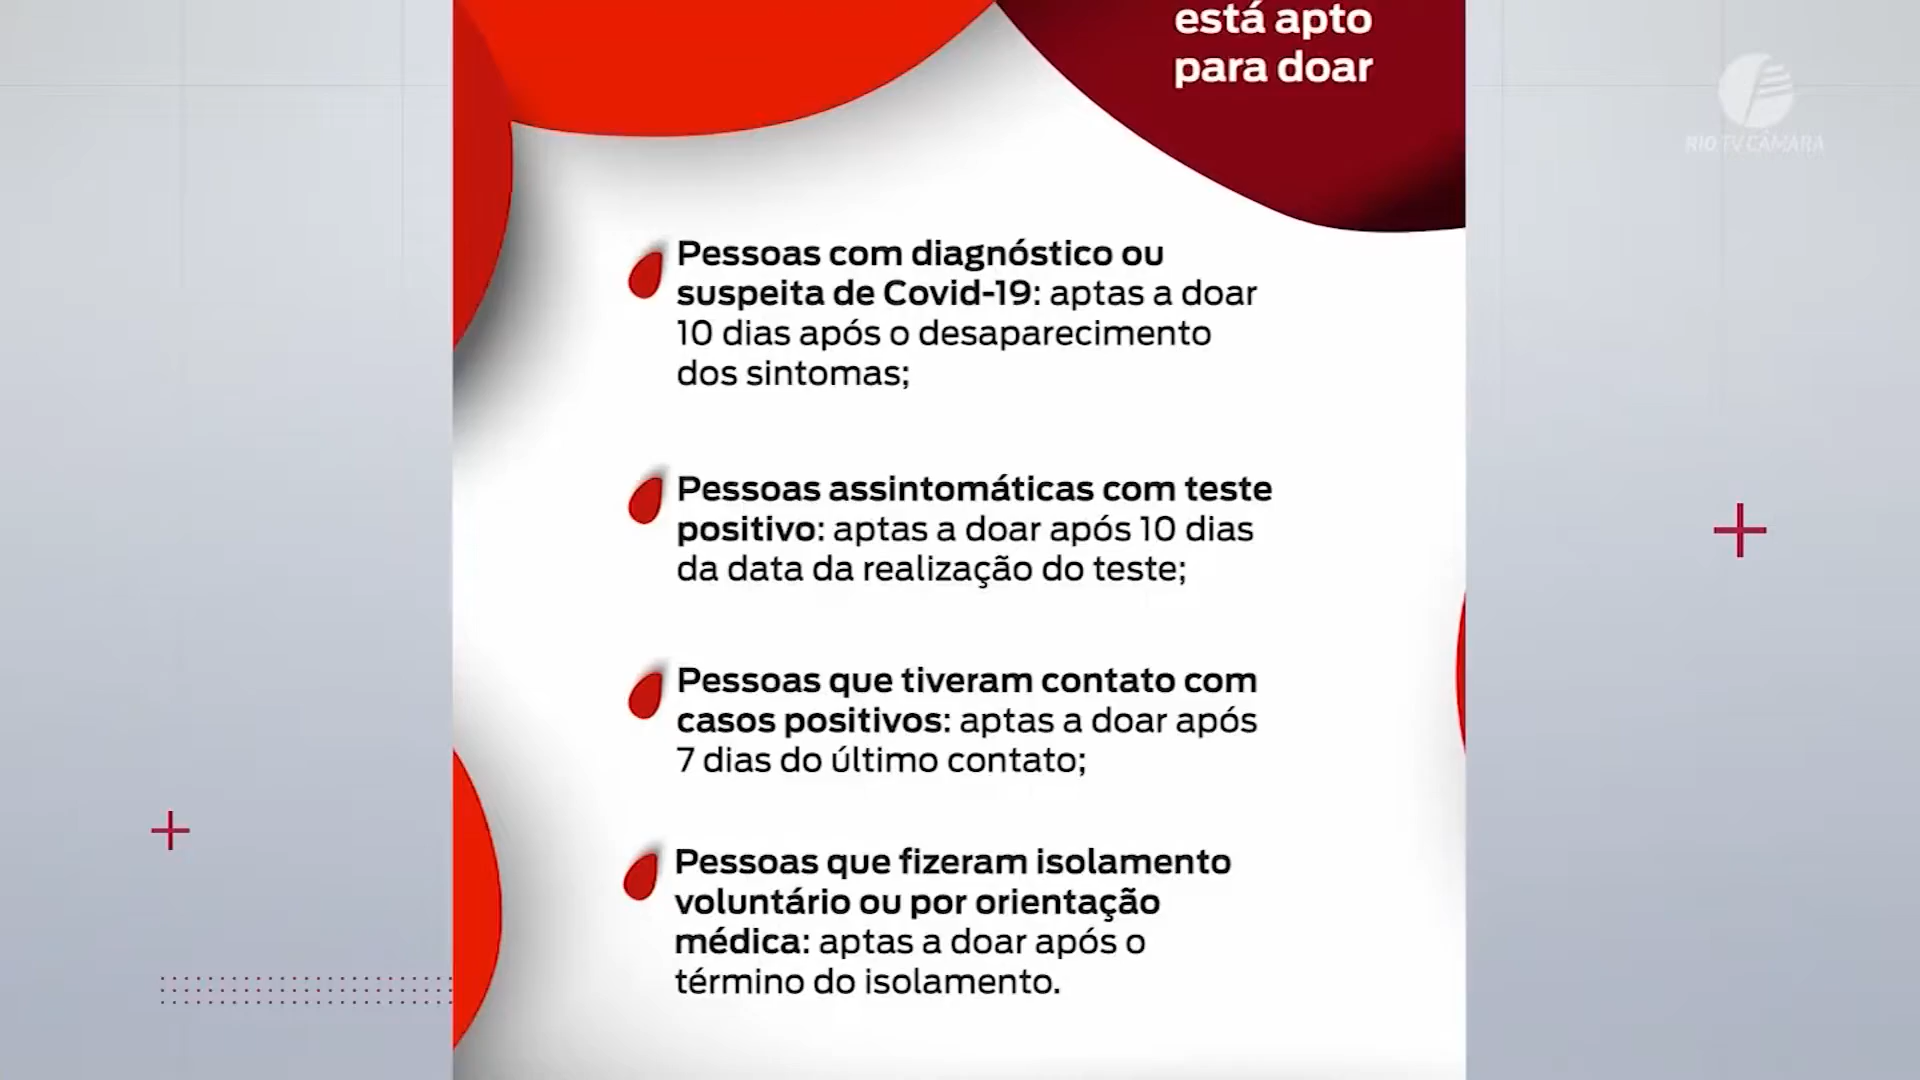 está apto
para doar
RIO TV CÂMARA
Pessoas com diagnóstico ou
suspeita de Covid-19: aptas a doar
10 dias após o desaparecimento
dos sintomas;
Pessoas assintomáticas com teste
positivo: aptas a doar após 10 dias
da data da realização do teste;
Pessoas que tiveram contato com
casos positivos: aptas a doar após
7 dias do último contato;
Pessoas que fizeram isolamento
voluntário ou por orientação
médica: aptas a doar após o
término do isolamento.